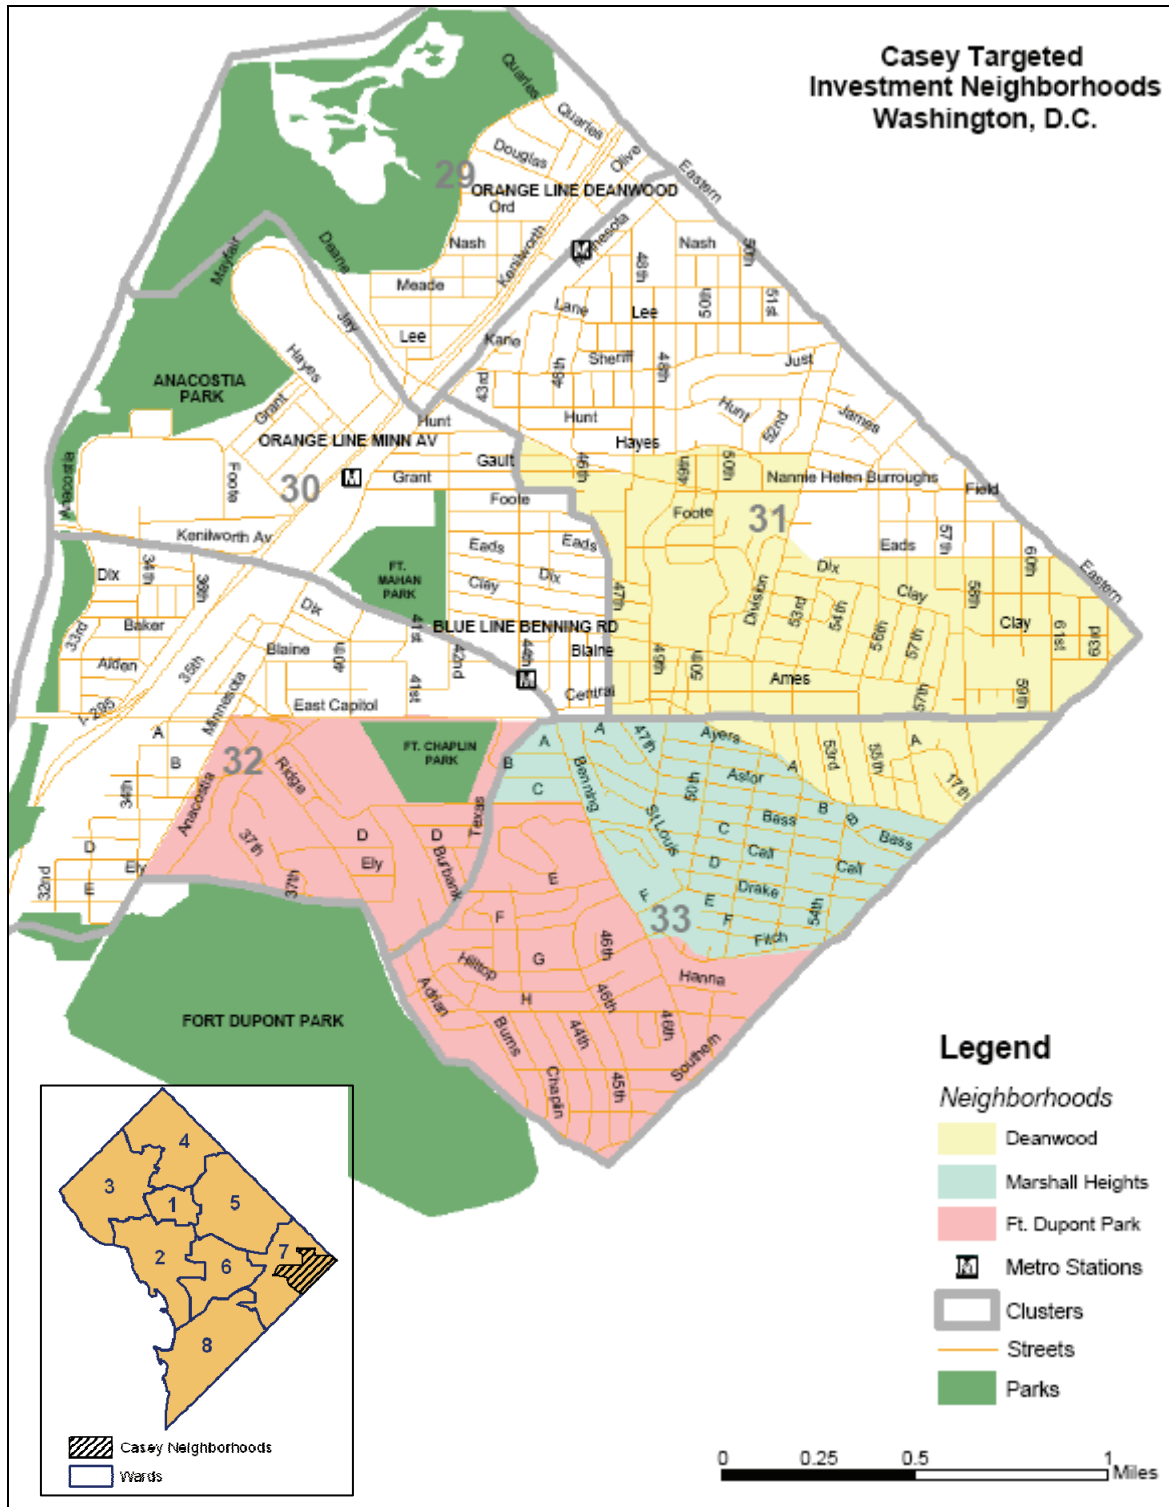 Casey Targeted
Investment Neighborhoods
Washington, D.C.
Quarles
Quarles
Douglas
Olive
Eastern
29
ORANGE LINE DEANWOOD
Ord
Minnesota
Nash
Kenilworth
M
Nash
50th
48th
Mayfair
Deane
Meade
Lane
Lee
50th
51st
Jay
Lee
Kane
Sheriff
48th
Just
Hayes
43rd
45th
ANACOSTIA
PARK
Grant
Hunt
Hunt
Hunt
52nd
James
ORANGE LINE MINN AV
Hayes
Gault
46th
49th
50th
Nannie Helen Burroughs
Anacostia
Foote
30
M
Grant
Foote
Foote
31
Field
Kenilworth Av
Eads
Eads
Eads
57th
60th
Eastern
34th
36th
Dix
FT.
MAHAN
PARK
Clay
Dix
Dix
Clay
58th
Dix
47th
Division
53rd
54th
56th
57th
Clay
61st
63rd
33rd
Baker
41st
BLUE LINE BENNING RD
Alden
35th
Blaine
40th
42nd
44th
Blaine
49th
50th
Ames
I- 295
Minnesota
East Capitol
41st
M
Central
57th
59th
A
B
32
FT. CHAPLIN
PARK
A
A
47th
Ayers
A
53rd
55th
A
17th
34th
Anacostia
Ridge
B
C
Benning
50th
Astor
B
B
Bass
Bass
D
37th
D
D
Texas
St Louis
C
Call
Call
32nd
Ely
E
37th
Ely
Burbank
E
D
Drake
54th
F
E
F
Fitch
F
33
46th
Hilltop
G
Hanna
Adrian
H
46th
46th
FORT DUPONT PARK
Burns
44th
Southern
Chaplin
45th
Legend
Neighborhoods
Deanwood
Marshall Heights
Ft. Dupont Park
M
Metro Stations
Clusters
Streets
Parks
4
3
1
5
2
6
7
8
Casey Neighborhoods
Wards
0 0.25 0.5 1
Miles